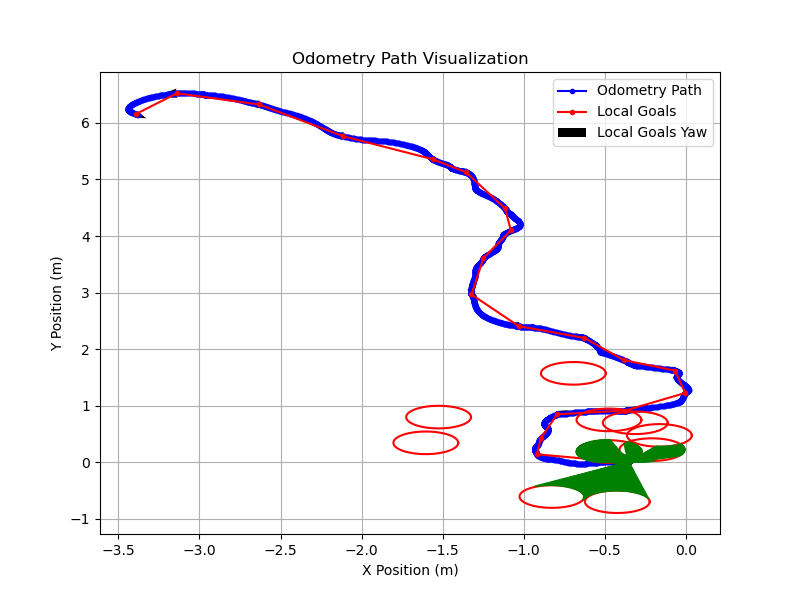 Odometry Path Visualization
Odometry Path
Local Goals
Local Goals Yaw
Y Position (m)
6
5
4
3
2
1
0
−1
−3.5 −3.0 −2.5 −2.0 −1.5 −1.0 −0.5 0.0
X Position (m)